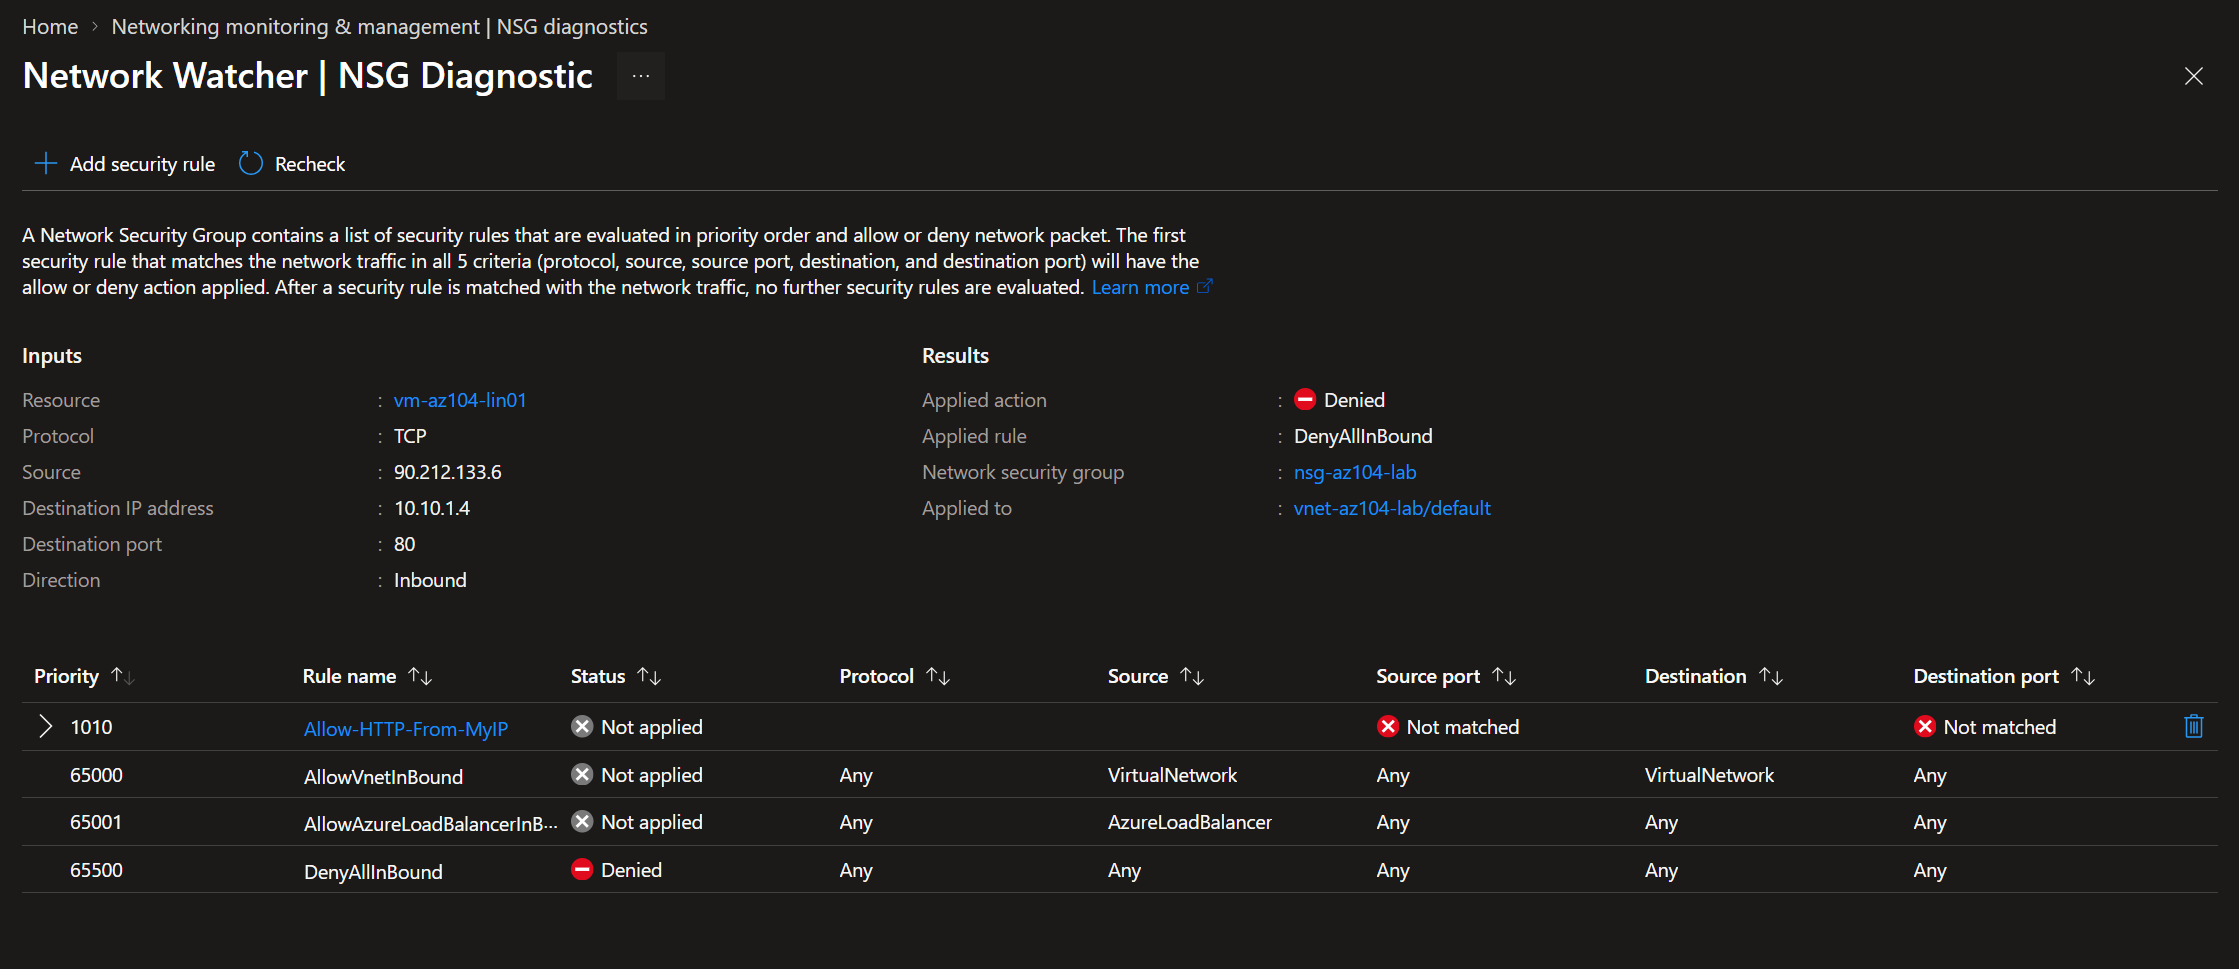 Home > Networking monitoring & management | NSG diagnostics
Network Watcher | NSG Diagnostic ...
Add security rule Recheck
A Network Security Group contains a list of security rules that are evaluated in priority order and allow or deny network packet. The first
security rule that matches the network traffic in all 5 criteria (protocol, source, source port, destination, and destination port) will have the
allow or deny action applied. After a security rule is matched with the network traffic, no further security rules are evaluated. Learn more
Inputs
Resource : vm-az104-lin01
Protocol : TCP
Source : 90.212.133.6
Destination IP address : 10.10.1.4
Destination port : 80
Direction : Inbound
Results
Applied action : Denied
Applied rule : DenyAllInBound
Network security group : nsg-az104-lab
Applied to : vnet-az104-lab/default
Priority Rule name Status Protocol Source Source port Destination Destination port
1010 Allow-HTTP-From-MyIP Not applied Not matched Not matched
65000 AllowVnetInBound Not applied Any VirtualNetwork Any VirtualNetwork Any
65001 AllowAzureLoadBalancerInB... Not applied Any AzureLoadBalancer Any Any Any
65500 DenyAllInBound Denied Any Any Any Any Any